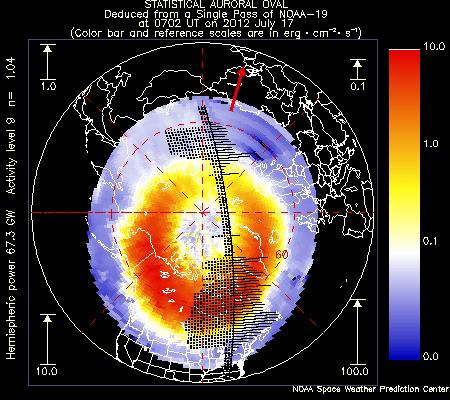 STATISTICAL AURORAL OVAL
Deduced from a Single Pass of NOAA-19
at 0702 UT on 2012 July 17
(Color bar and reference scales are in erg · cm⁻² · s⁻¹)
Hemispheric power 67.3 GW Activity level 9 n= 1.04
1.0
0.1
10.0
1.0
0.1
0.0
60
10.0
100.0
NOAA Space Weather Prediction Center